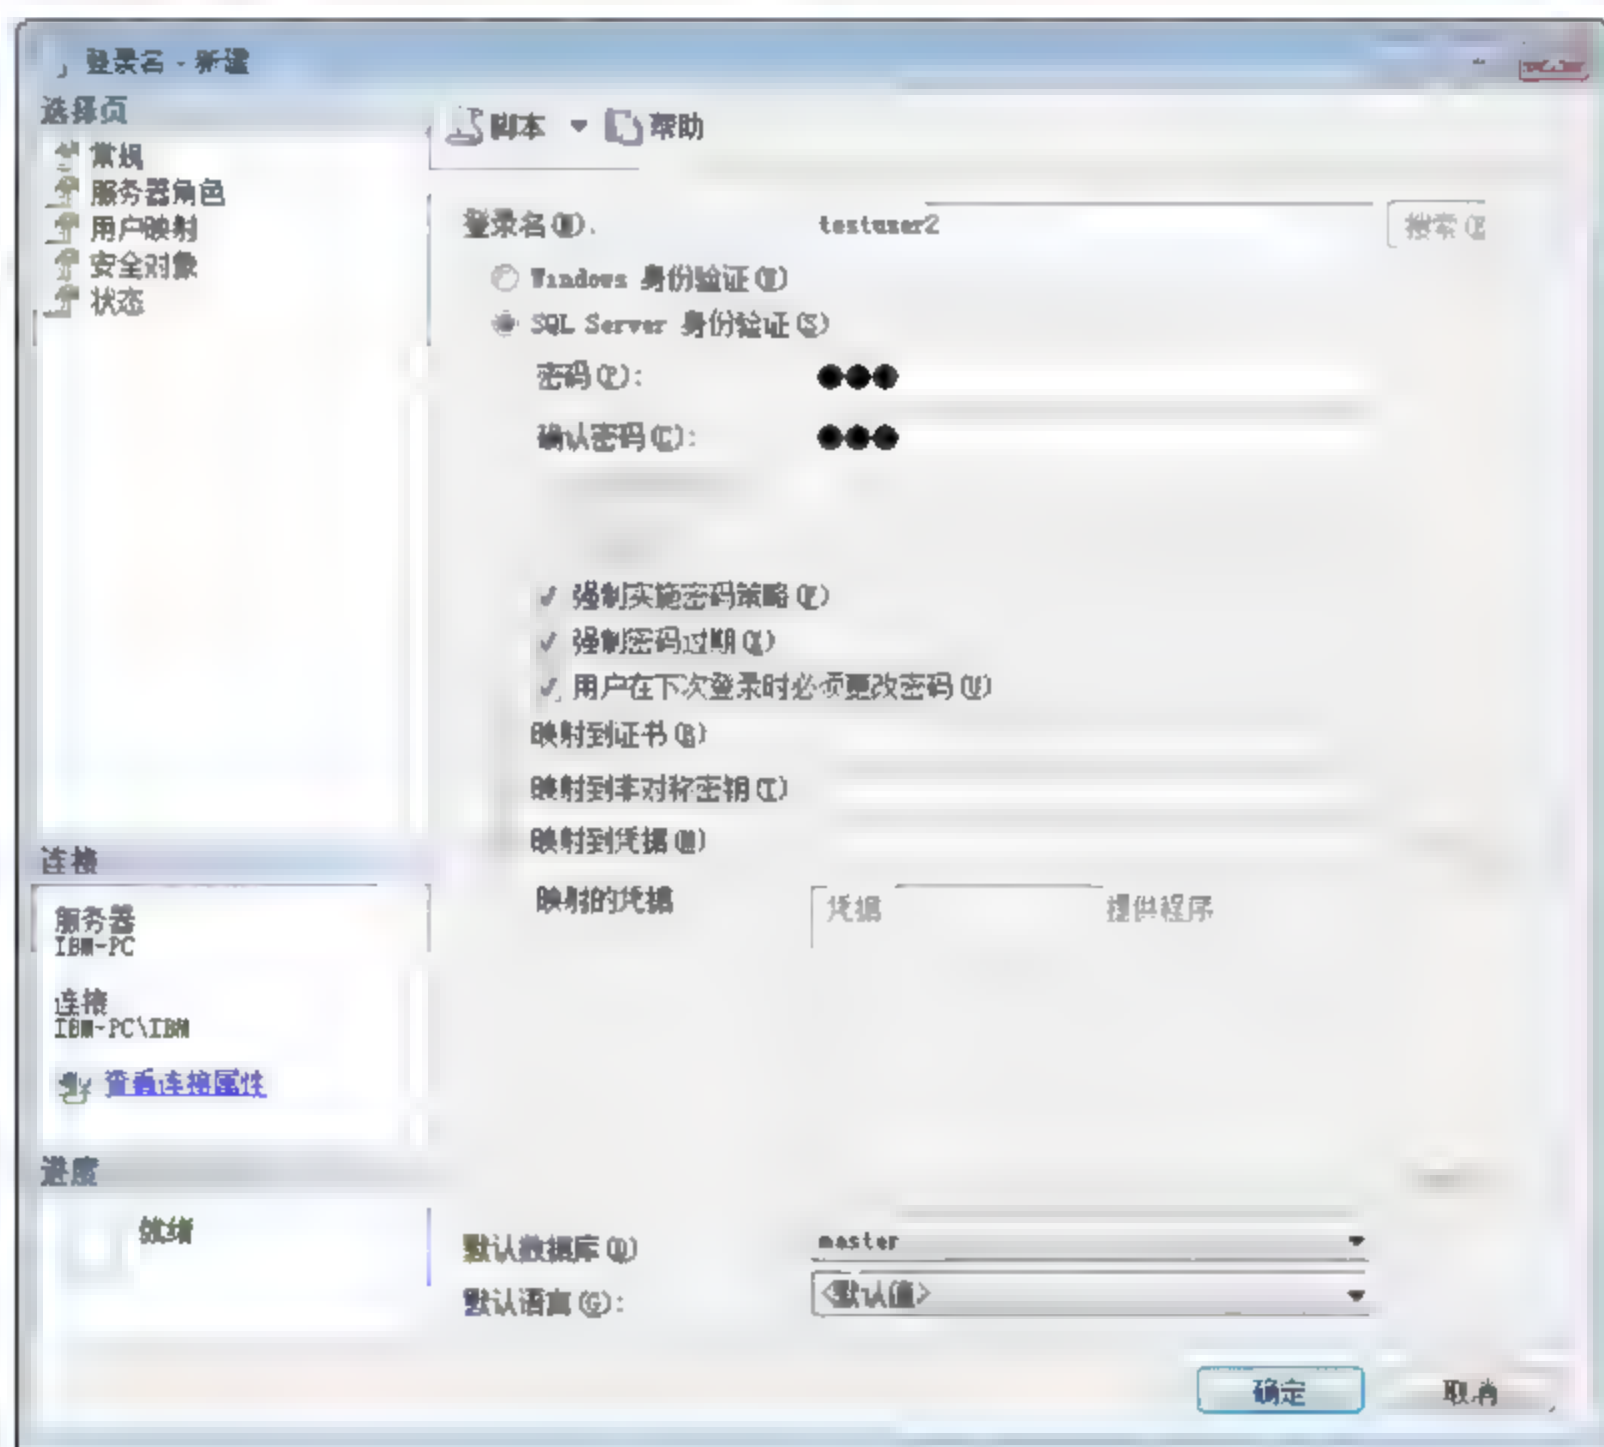 登录名 - 新建
选择页
常规
服务器角色
用户映射
安全对象
状态
脚本 帮助
登录名(N).
testuser2
搜索(E
Windows 身份验证(W)
SQL Server 身份验证(S)
密码(P): ●●●
确认密码(C): ●●●
强制实施密码策略(F)
强制密码过期(X)
用户在下次登录时必须更改密码(U)
映射到证书(R)
映射到非对称密钥(T)
映射到凭据(M)
映射的凭据
凭据 提供程序
连接
服务器
IBM-PC
连接
IBM-PC\IBM
查看连接属性
进度
就绪
默认数据库(D) master
默认语言(G): <默认值>
确定 取消